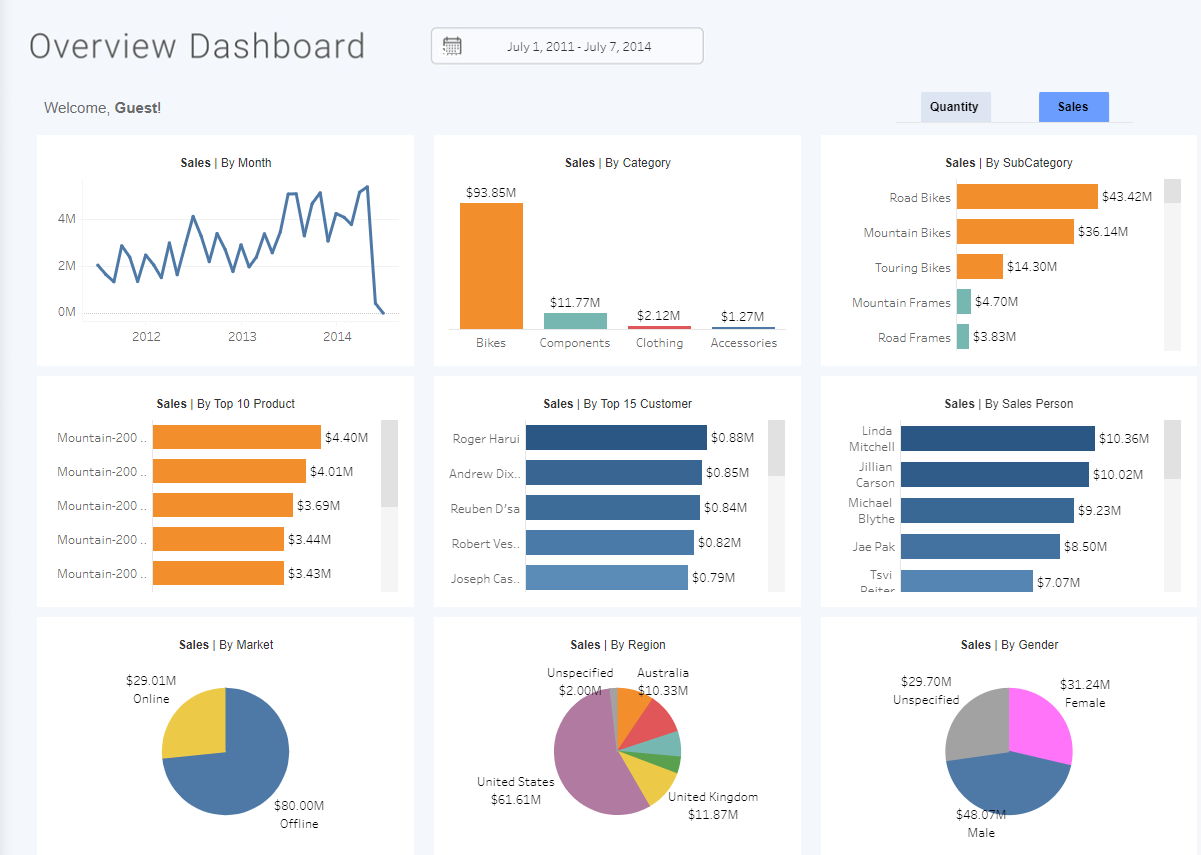 Overview Dashboard
July 1, 2011 - July 7, 2014
Welcome, Guest!
Quantity
Sales
Sales | By Month
4M
2M
0M
2012
2013
2014
Sales | By Category
$93.85M
$11.77M
$2.12M
$1.27M
Bikes
Components
Clothing
Accessories
Sales | By SubCategory
Road Bikes $43.42M
Mountain Bikes $36.14M
Touring Bikes $14.30M
Mountain Frames $4.70M
Road Frames $3.83M
Sales | By Top 10 Product
Mountain-200 .. $4.40M
Mountain-200 .. $4.01M
Mountain-200 .. $3.69M
Mountain-200 .. $3.44M
Mountain-200 .. $3.43M
Sales | By Top 15 Customer
Roger Harui $0.88M
Andrew Dix.. $0.85M
Reuben D'sa $0.84M
Robert Ves.. $0.82M
Joseph Cas.. $0.79M
Sales | By Sales Person
Linda
Mitchell
$10.36M
Jillian
Carson
$10.02M
Michael
Blythe
$9.23M
Jae Pak $8.50M
Tsvi
Reiter
$7.07M
Sales | By Market
$29.01M
Online
$80.00M
Offline
Sales | By Region
Unspecified
$2.00M
Australia
$10.33M
United States
$61.61M
United Kingdom
$11.87M
Sales | By Gender
$29.70M
Unspecified
$31.24M
Female
$48.07M
Male